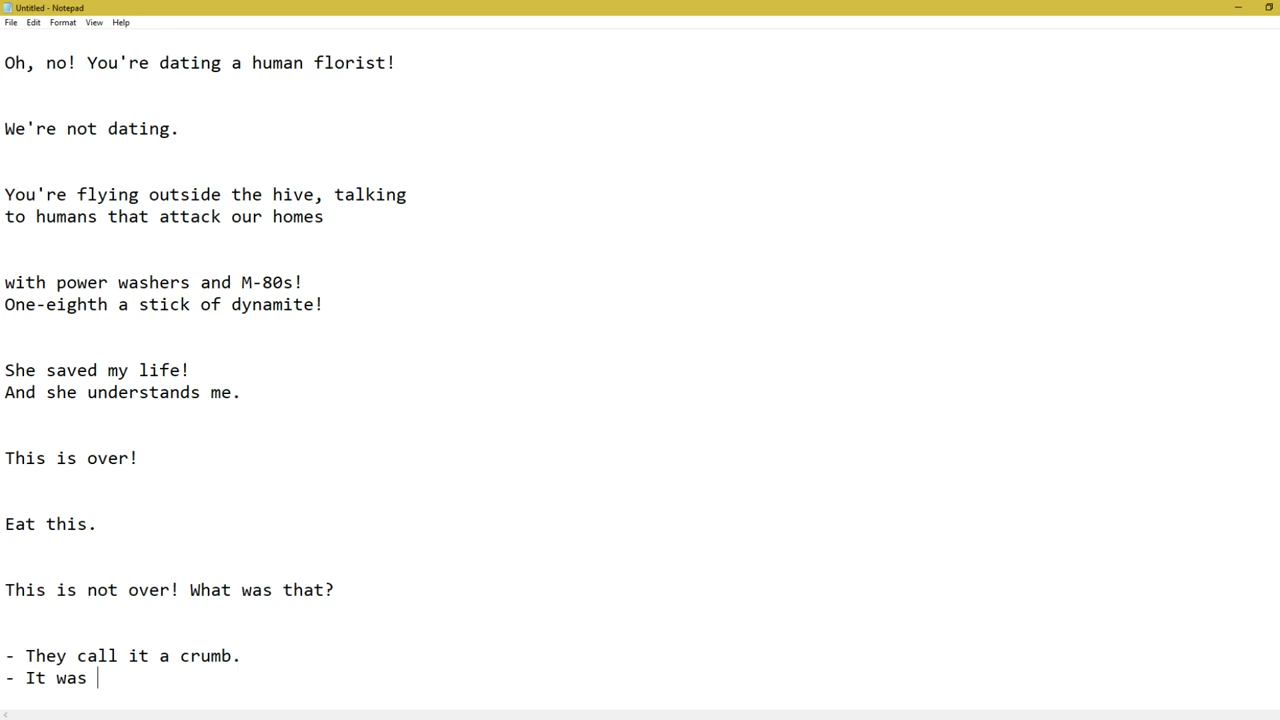 Untitled - Notepad
File Edit Format View Help
Oh, no! You're dating a human florist!
We're not dating.
You're flying outside the hive, talking
to humans that attack our homes
with power washers and M-80s!
One-eighth a stick of dynamite!
She saved my life!
And she understands me.
This is over!
Eat this.
This is not over! What was that?
- They call it a crumb.
- It was